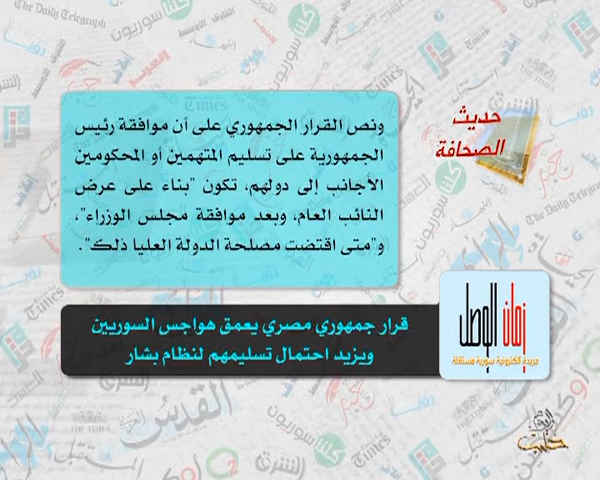 حديث
الصحافة
ونص القرار الجمهوري على أن موافقة رئيس
الجمهورية على تسليم المتهمين أو المحكومين
الأجانب إلى دولهم، تكون "بناء على عرض
النائب العام، وبعد موافقة مجلس الوزراء"،
و"متى اقتضت مصلحة الدولة العليا ذلك".
زمان الوصل
جريدة الكترونية سورية مستقلة
قرار جمهوري مصري يعمق هواجس السوريين
ويزيد احتمال تسليمهم لنظام بشار